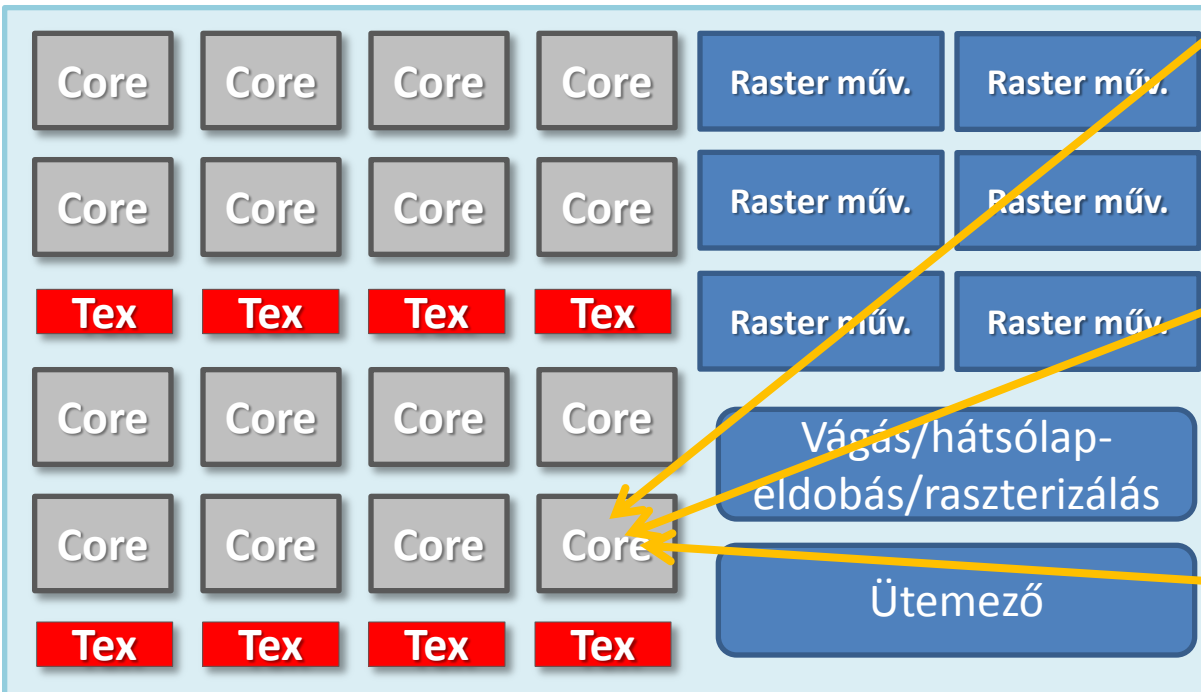 Core Core Core Core Raster műv. Raster műv.
Core Core Core Core Raster műv. Raster műv.
Tex Tex Tex Tex Raster műv. Raster műv.
Core Core Core Core
Vágás/hátsólap-
eldobás/raszterizálás
Core Core Core Core
Ütemező
Tex Tex Tex Tex